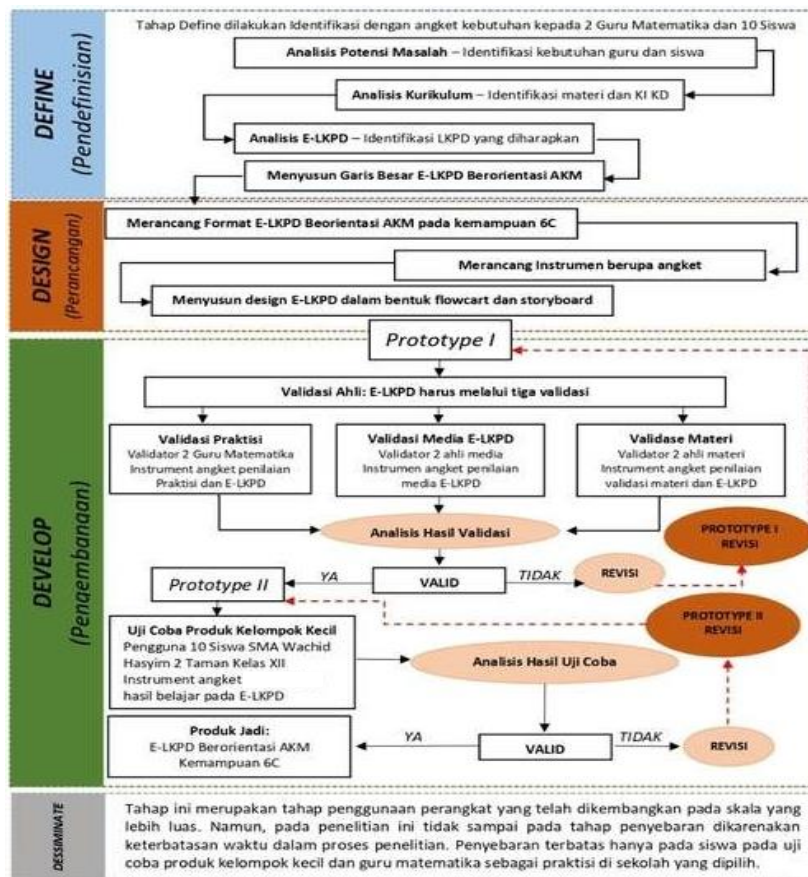 DEFINE
(Pendefinisian)
Tahap Define dilakukan Identifikasi dengan angket kebutuhan kepada 2 Guru Matematika dan 10 Siswa
Analisis Potensi Masalah – Identifikasi kebutuhan guru dan siswa
Analisis Kurikulum – Identifikasi materi dan KI KD
Analisis E-LKPD – Identifikasi LKPD yang diharapkan
Menyusun Garis Besar E-LKPD Berorientasi AKM
DESIGN
(Perancangan)
Merancang Format E-LKPD Beorientasi AKM pada kemampuan 6C
Merancang Instrumen berupa angket
Menyusun design E-LKPD dalam bentuk flowcart dan storyboard
DEVELOP
(Pengembanaan)
Prototype I
Validasi Ahli: E-LKPD harus melalui tiga validasi
Validasi Praktisi
Validator 2 Guru Matematika
Instrument angket penilaian
Praktisi dan E-LKPD
Validasi Media E-LKPD
Validator 2 ahli media
Instrumen angket penilaian
media E-LKPD
Validase Materi
Validator 2 ahli materi
Instrument angket penilaian
validasi materi dan E-LKPD
Analisis Hasil Validasi
PROTOTYPE I
REVISI
Prototype II
YA
VALID
TIDAK
REVISI
PROTOTYPE II
REVISI
Uji Coba Produk Kelompok Kecil
Pengguna 10 Siswa SMA Wachid
Hasyim 2 Taman Kelas XII
Instrument angket
hasil belajar pada E-LKPD
Analisis Hasil Uji Coba
Produk Jadi:
E-LKPD Berorientasi AKM
Kemampuan 6C
YA
VALID
TIDAK
REVISI
DESSIMINATE
Tahap ini merupakan tahap penggunaan perangkat yang telah dikembangkan pada skala yang
lebih luas. Namun, pada penelitian ini tidak sampai pada tahap penyebaran dikarenakan
keterbatasan waktu dalam proses penelitian. Penyebaran terbatas hanya pada siswa pada uji
coba produk kelompok kecil dan guru matematika sebagai praktisi di sekolah yang dipilih.